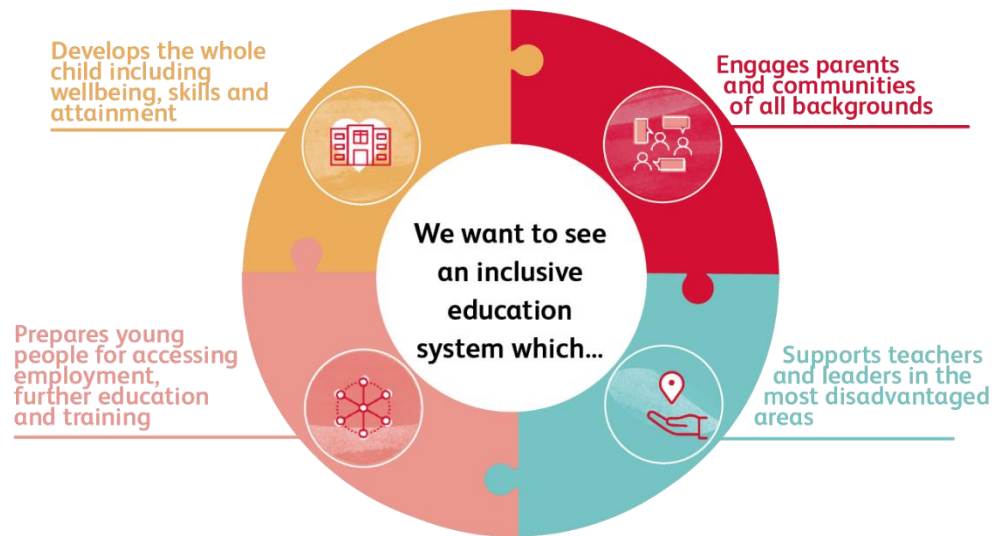 Develops the whole
child including
wellbeing, skills and
attainment
Engages parents
and communities
of all backgrounds
We want to see
an inclusive
education
system which...
Prepares young
people for accessing
employment,
further education
and training
Supports teachers
and leaders in the
most disadvantaged
areas